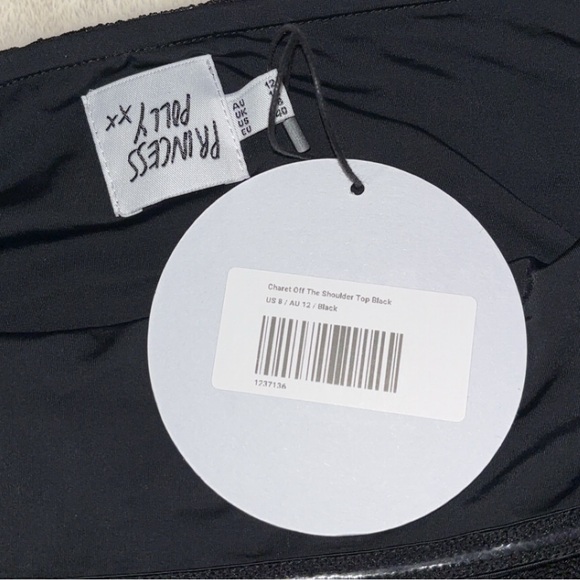 PRINCESS
POLLY xx
AU 12
UK
US 8
EU 40
Charet Off The Shoulder Top Black
US 8 / AU 12 / Black
1737136